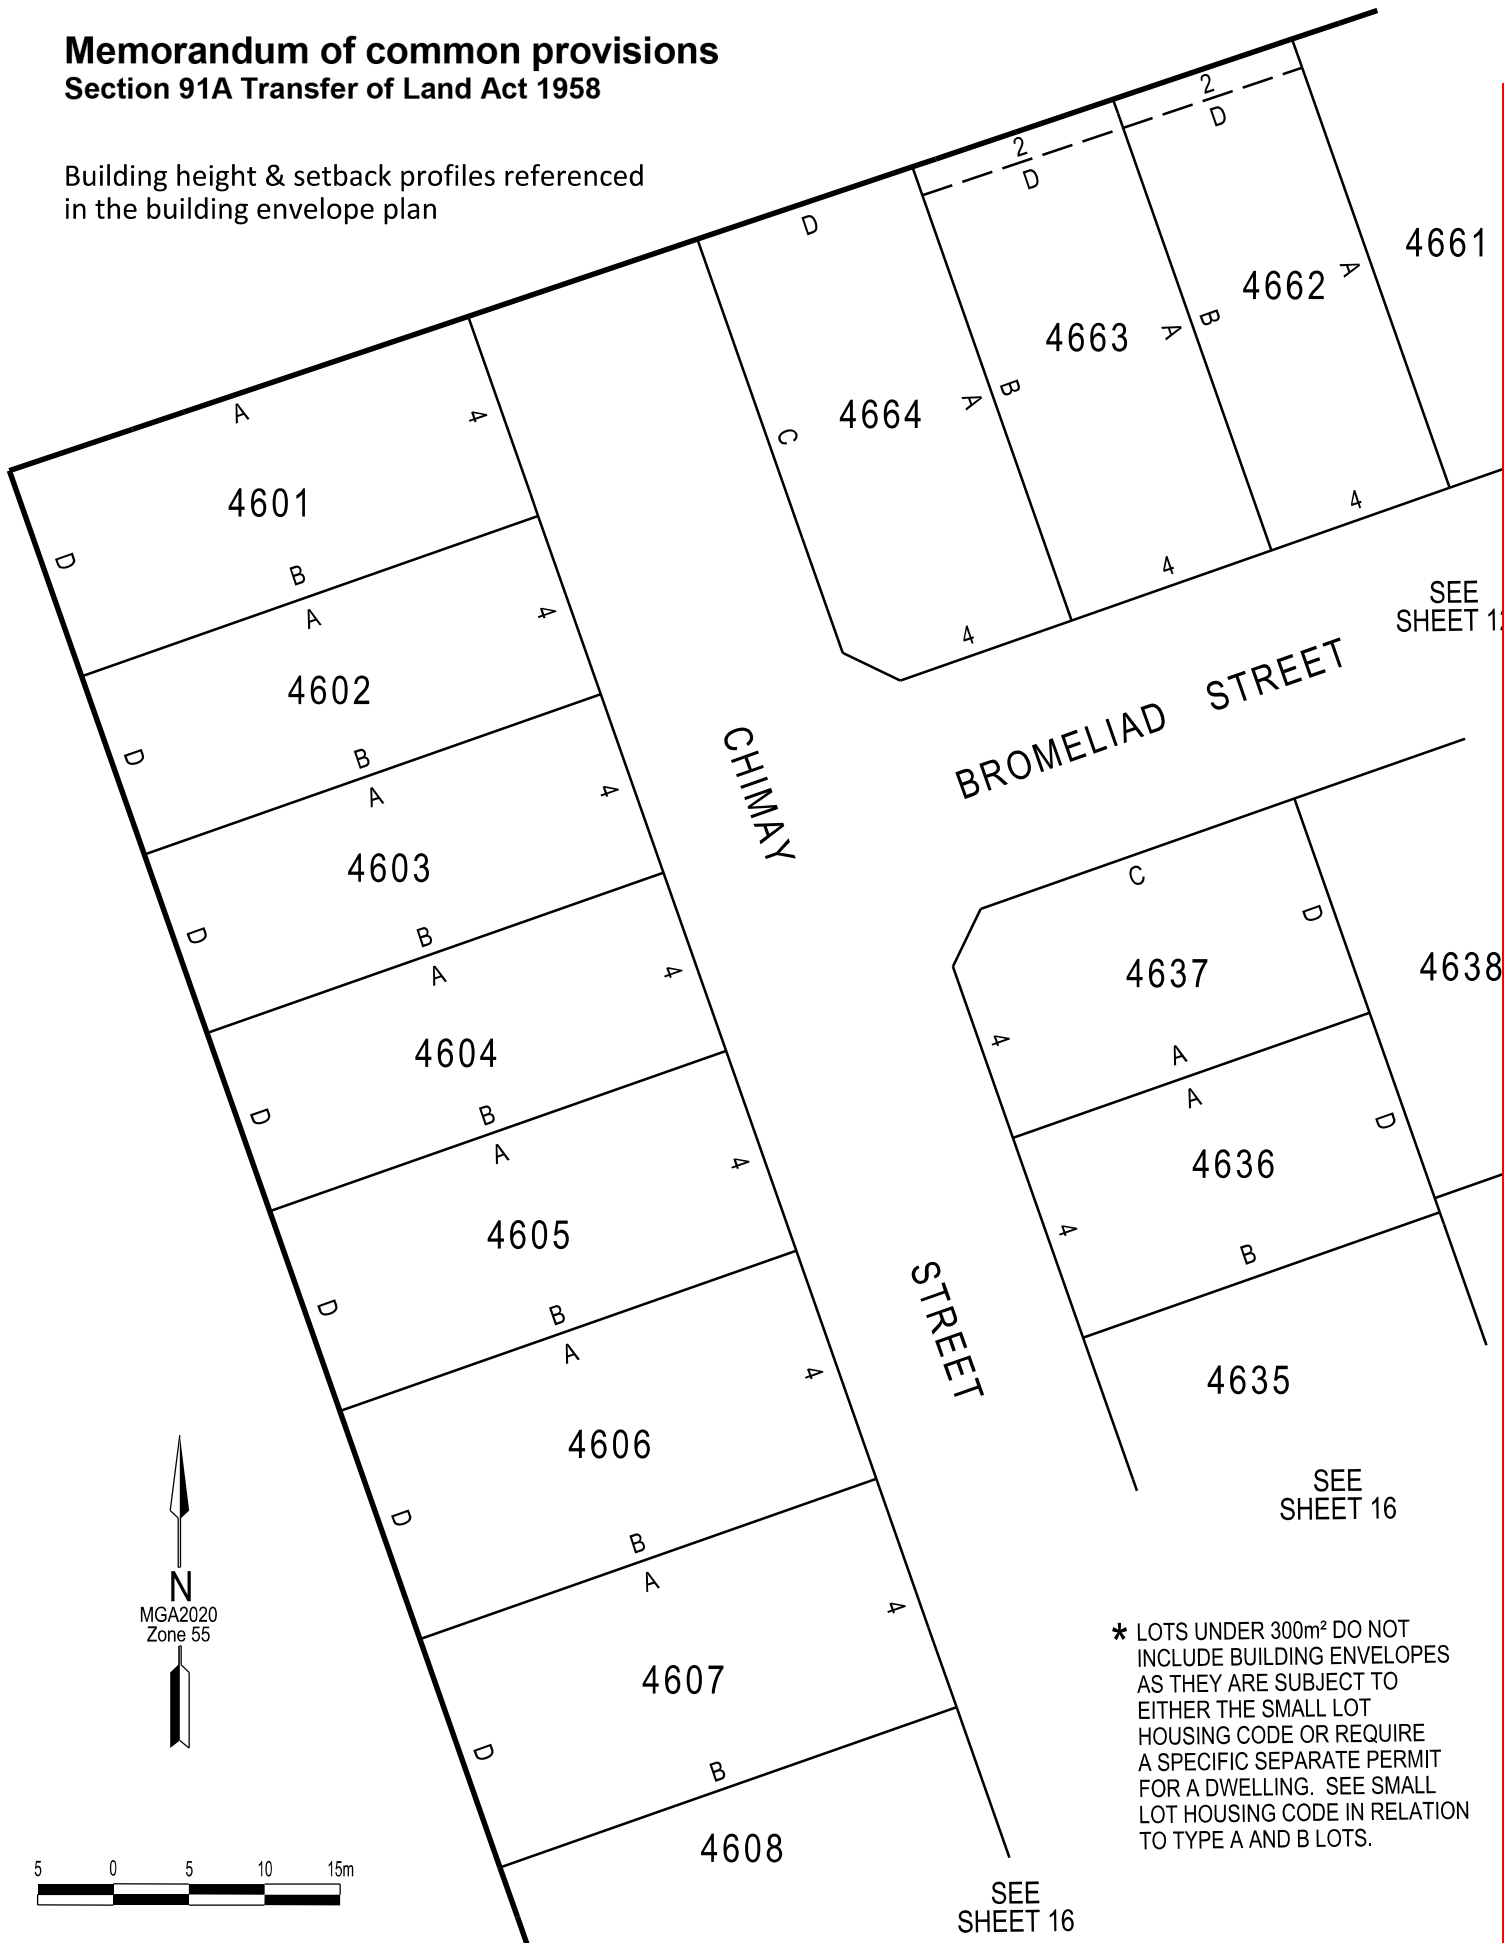 Memorandum of common provisions
Section 91A Transfer of Land Act 1958
Building height & setback profiles referenced
in the building envelope plan
2
D
2
D
D
4661
4662
A
4663
A
B
4664
A
B
C
4
4
4
A
4
4601
D
B
A
4
4602
D
B
A
4
4603
D
B
A
4
4604
D
B
A
4
4605
D
B
A
4
4606
D
B
A
4
4607
D
B
4608
CHIMAY
STREET
BROMELIAD STREET
SEE
SHEET
C
D
4637
4638
4
A
A
D
4636
4
B
4635
SEE
SHEET 16
N
MGA2020
Zone 55
* LOTS UNDER 300m² DO NOT
INCLUDE BUILDING ENVELOPES
AS THEY ARE SUBJECT TO
EITHER THE SMALL LOT
HOUSING CODE OR REQUIRE
A SPECIFIC SEPARATE PERMIT
FOR A DWELLING. SEE SMALL
LOT HOUSING CODE IN RELATION
TO TYPE A AND B LOTS.
5 0 5 10 15m
SEE
SHEET 16